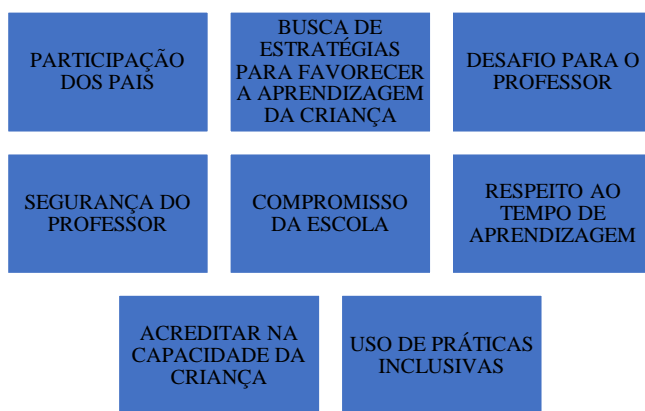 PARTICIPAÇÃO
DOS PAIS
BUSCA DE
ESTRATÉGIAS
PARA FAVORECER
A APRENDIZAGEM
DA CRIANÇA
DESAFIO PARA O
PROFESSOR
SEGURANÇA DO
PROFESSOR
COMPROMISSO
DA ESCOLA
RESPEITO AO
TEMPO DE
APRENDIZAGEM
ACREDITAR NA
CAPACIDADE DA
CRIANÇA
USO DE PRÁTICAS
INCLUSIVAS